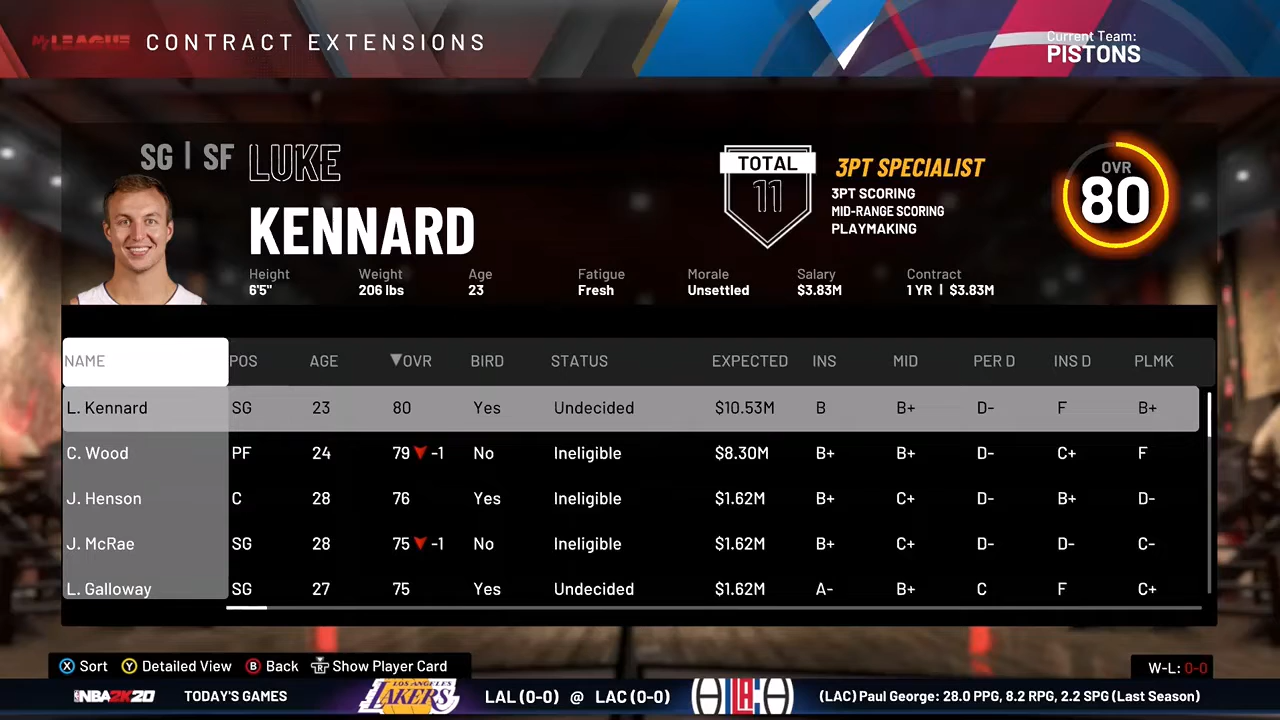 MyLEAGUE CONTRACT EXTENSIONS
Current Team:
PISTONS
SG | SF LUKE
KENNARD
TOTAL
11
3PT SPECIALIST
3PT SCORING
MID-RANGE SCORING
PLAYMAKING
OVR
80
Height Weight Age Fatigue Morale Salary Contract
6'5" 206 lbs 23 Fresh Unsettled $3.83M 1 YR | $3.83M
NAME POS AGE ▼OVR BIRD STATUS EXPECTED INS MID PER D INS D PLMK
L. Kennard SG 23 80 Yes Undecided $10.53M B B+ D- F B+
C. Wood PF 24 79 -1 No Ineligible $8.30M B+ B+ D- C+ F
J. Henson C 28 76 Yes Ineligible $1.62M B+ C+ D- B+ D-
J. McRae SG 28 75 -1 No Ineligible $1.62M B+ C+ D- D- C-
L. Galloway SG 27 75 Yes Undecided $1.62M A- B+ C F C+
X Sort Y Detailed View B Back R Show Player Card
W-L: 0-0
NBA2K20 TODAY'S GAMES LOS ANGELES LAKERS LAL (0-0) @ LAC (0-0) LAC (LAC) Paul George: 28.0 PPG, 8.2 RPG, 2.2 SPG (Last Season)